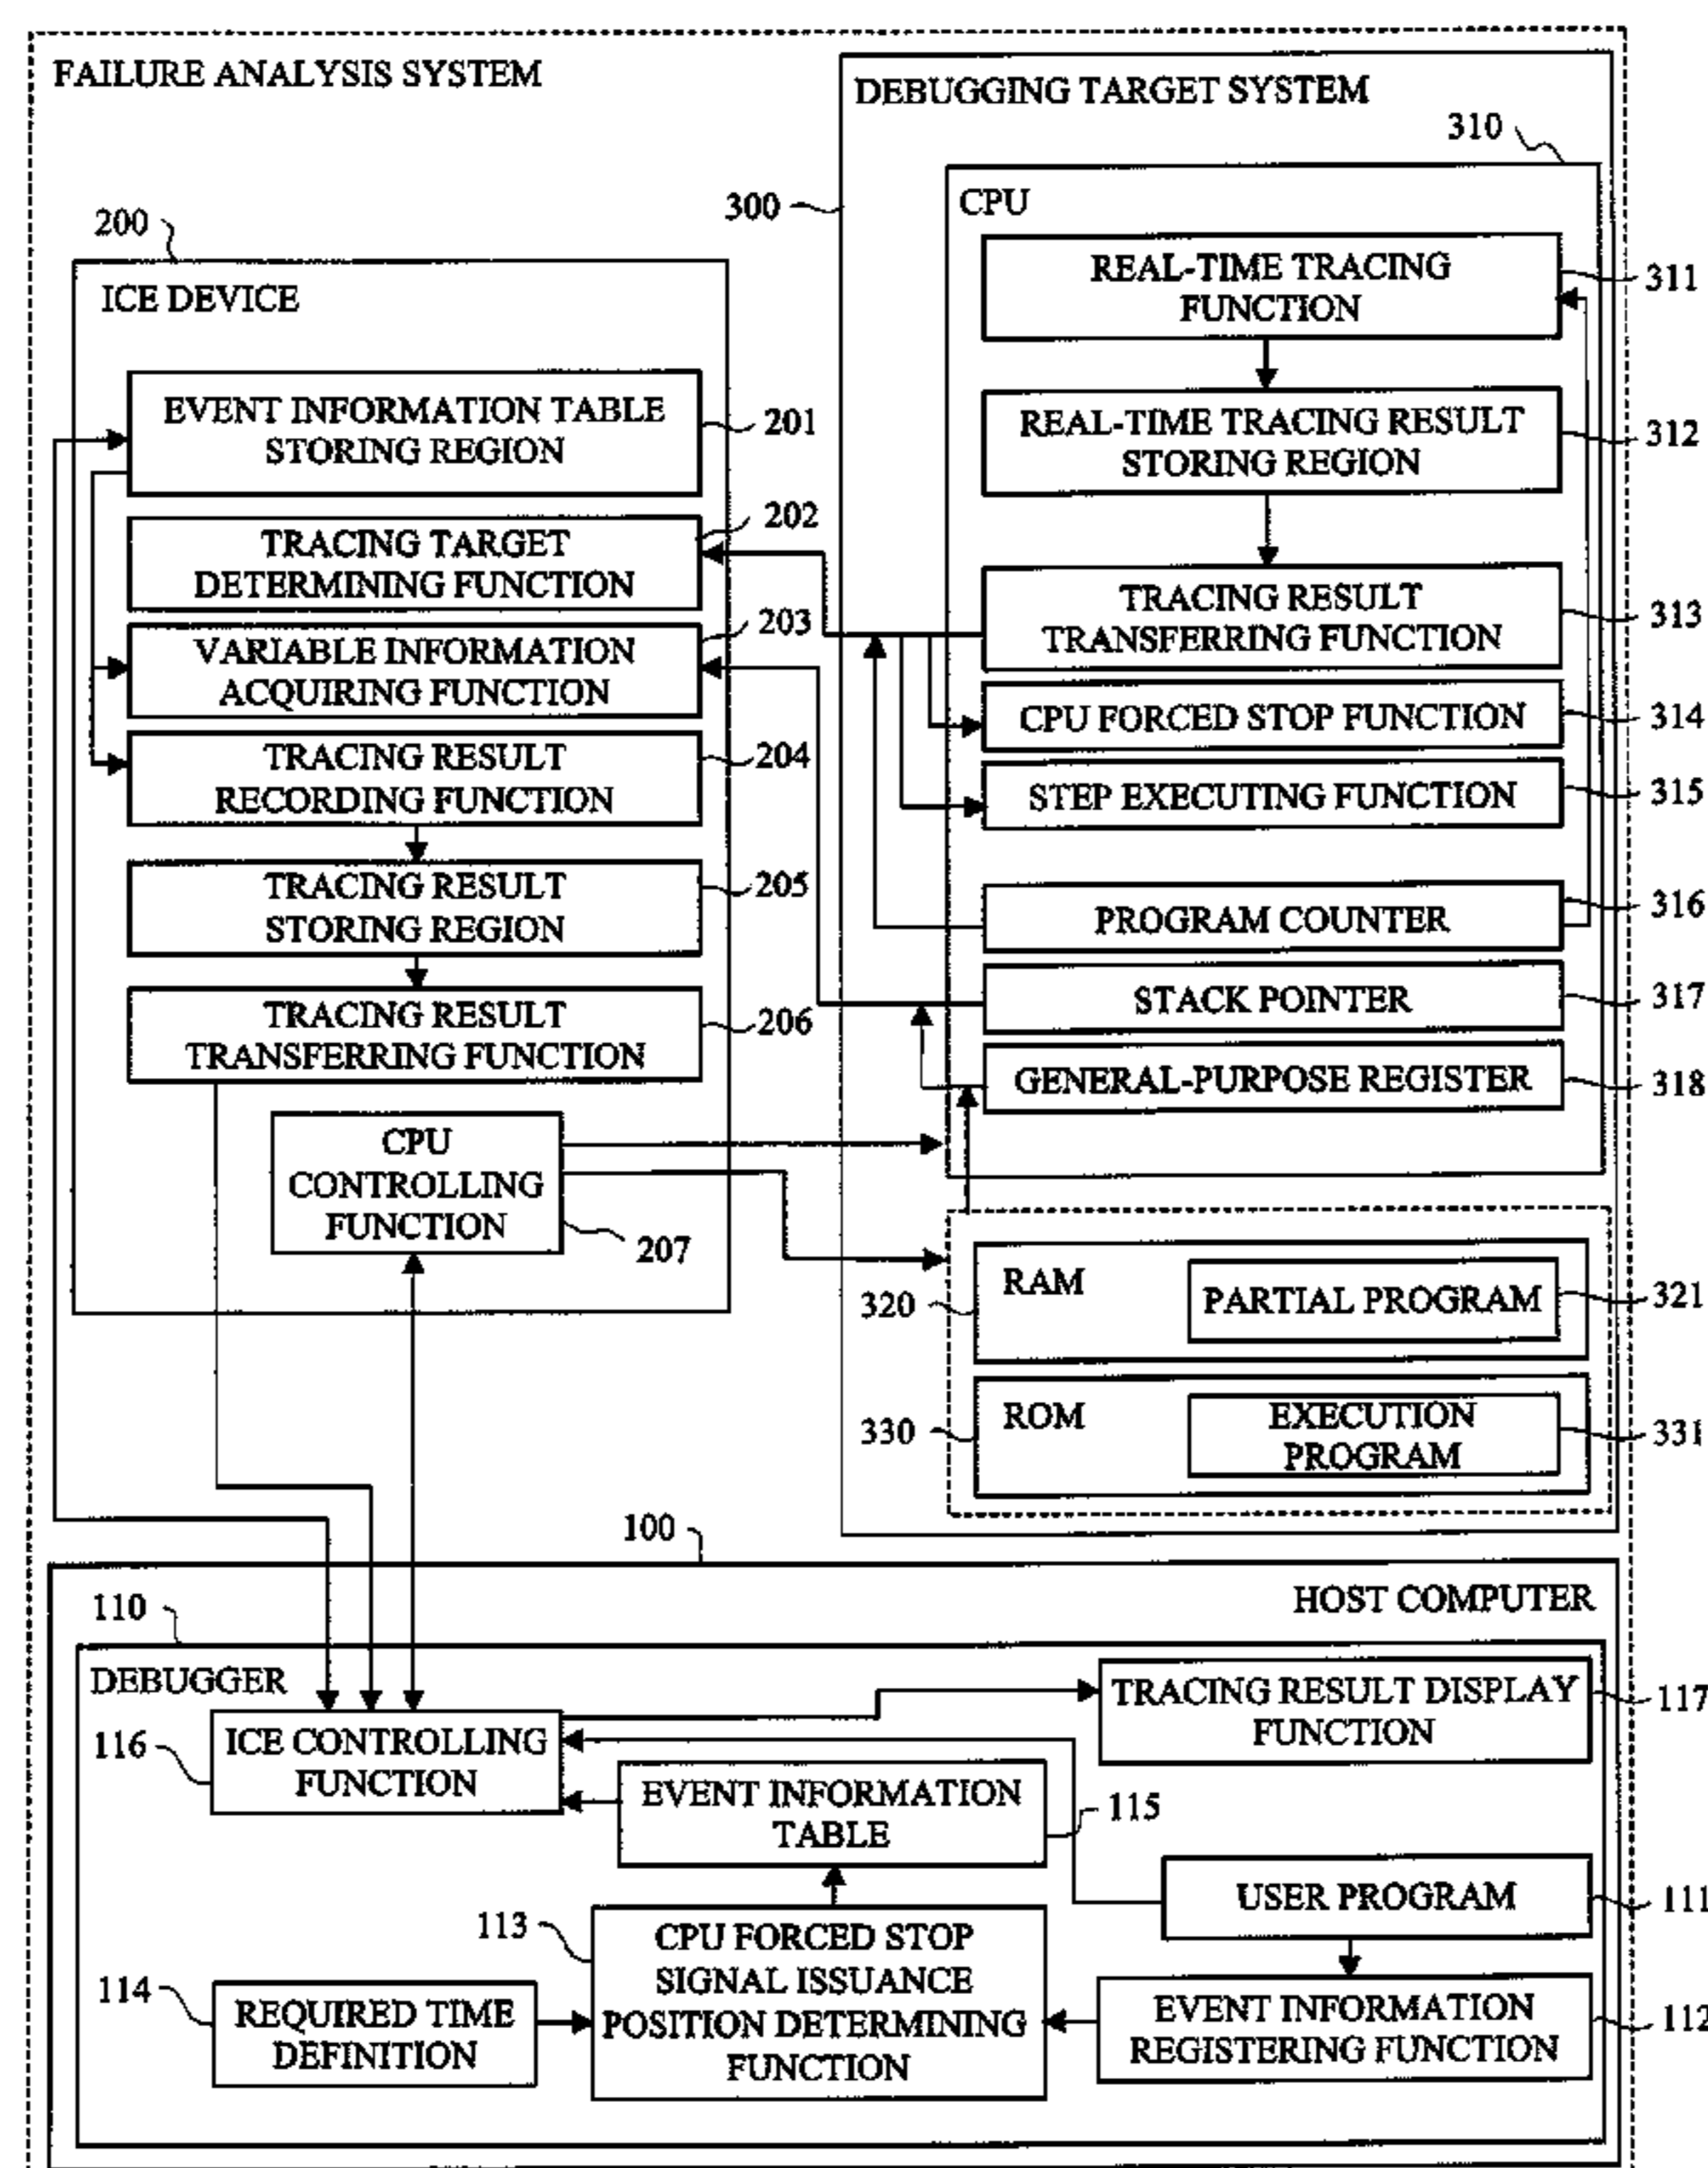 FAILURE ANALYSIS SYSTEM
200
ICE DEVICE
EVENT INFORMATION TABLE
STORING REGION
201
202
TRACING TARGET
DETERMINING FUNCTION
203
VARIABLE INFORMATION
ACQUIRING FUNCTION
TRACING RESULT
RECORDING FUNCTION
204
TRACING RESULT
STORING REGION
205
TRACING RESULT
TRANSFERRING FUNCTION
206
CPU
CONTROLLING
FUNCTION
207
DEBUGGING TARGET SYSTEM
300
310
CPU
REAL-TIME TRACING
FUNCTION
311
REAL-TIME TRACING RESULT
STORING REGION
312
TRACING RESULT
TRANSFERRING FUNCTION
313
CPU FORCED STOP FUNCTION
314
STEP EXECUTING FUNCTION
315
PROGRAM COUNTER
316
STACK POINTER
317
GENERAL-PURPOSE REGISTER
318
320
RAM
PARTIAL PROGRAM
321
330
ROM
EXECUTION
PROGRAM
331
100
HOST COMPUTER
110
DEBUGGER
116
ICE CONTROLLING
FUNCTION
TRACING RESULT DISPLAY
FUNCTION
117
EVENT INFORMATION
TABLE
115
USER PROGRAM
111
113
CPU FORCED STOP
SIGNAL ISSUANCE
POSITION DETERMINING
FUNCTION
114
REQUIRED TIME
DEFINITION
EVENT INFORMATION
REGISTERING FUNCTION
112